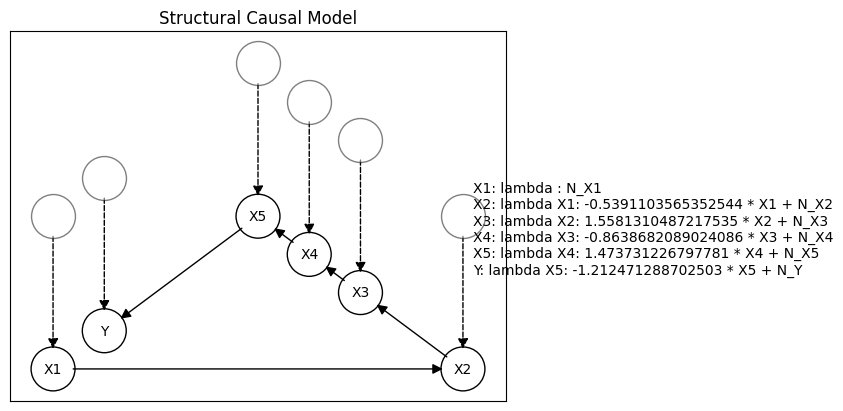 Structural Causal Model
X5
X4
X3
Y
X1
X2
X1: lambda : N_X1
X2: lambda X1: -0.5391103565352544 * X1 + N_X2
X3: lambda X2: 1.5581310487217535 * X2 + N_X3
X4: lambda X3: -0.8638682089024086 * X3 + N_X4
X5: lambda X4: 1.473731226797781 * X4 + N_X5
Y: lambda X5: -1.212471288702503 * X5 + N_Y